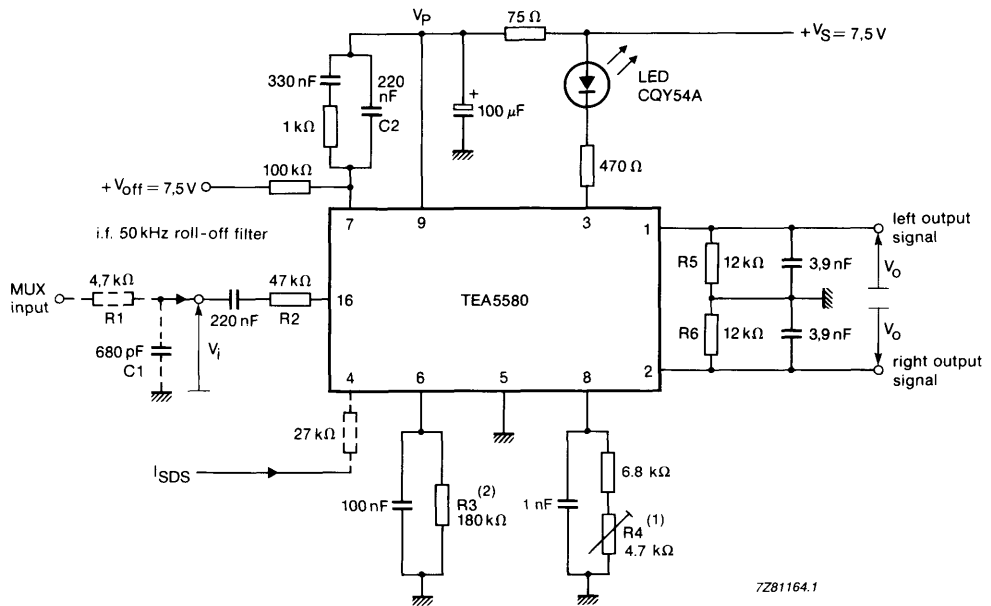 V_P
75 Ω
+V_S = 7,5 V
330 nF
220
nF
C2
1 kΩ
+
100 µF
LED
CQY54A
100 kΩ
470 Ω
+V_off = 7,5 V
7
9
3
i.f. 50 kHz roll-off filter
1
left output
signal
R5
12 kΩ
3,9 nF
V_o
MUX
input
4,7 kΩ
R1
47 kΩ
16
TEA5580
220 nF
R2
680 pF
C1
V_i
R6
12 kΩ
3,9 nF
V_o
right output
signal
4
6
5
8
2
27 kΩ
I_SDS
100 nF
R3 (2)
180 kΩ
1 nF
6.8 kΩ
R4 (1)
4.7 kΩ
7Z81164.1